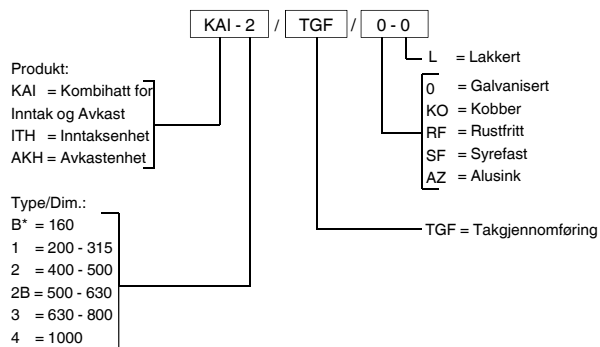 KAI - 2 / TGF / 0 - 0
L = Lakkert
Produkt:
KAI = Kombihatt for
Inntak og Avkast
ITH = Inntaksenhet
AKH = Avkastenhet
0 = Galvanisert
KO = Kobber
RF = Rustfritt
SF = Syrefast
AZ = Alusink
Type/Dim.:
B* = 160
1 = 200 - 315
2 = 400 - 500
2B = 500 - 630
3 = 630 - 800
4 = 1000
TGF = Takgjennomføring